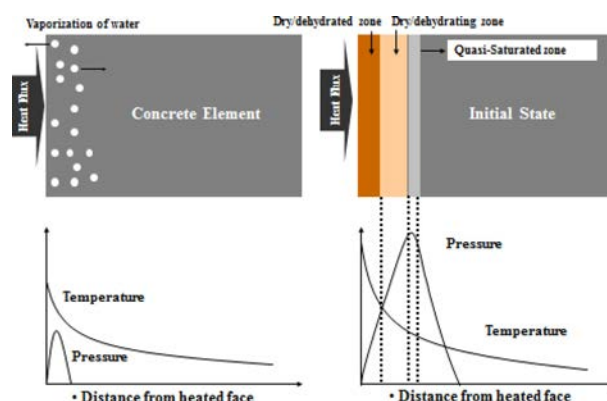 Vaporization of water
Heat Flux
Concrete Element
Temperature
Pressure
• Distance from heated face
Dry/dehydrated zone
Dry/dehydrating zone
Quasi-Saturated zone
Heat Flux
Initial State
Pressure
Temperature
• Distance from heated face